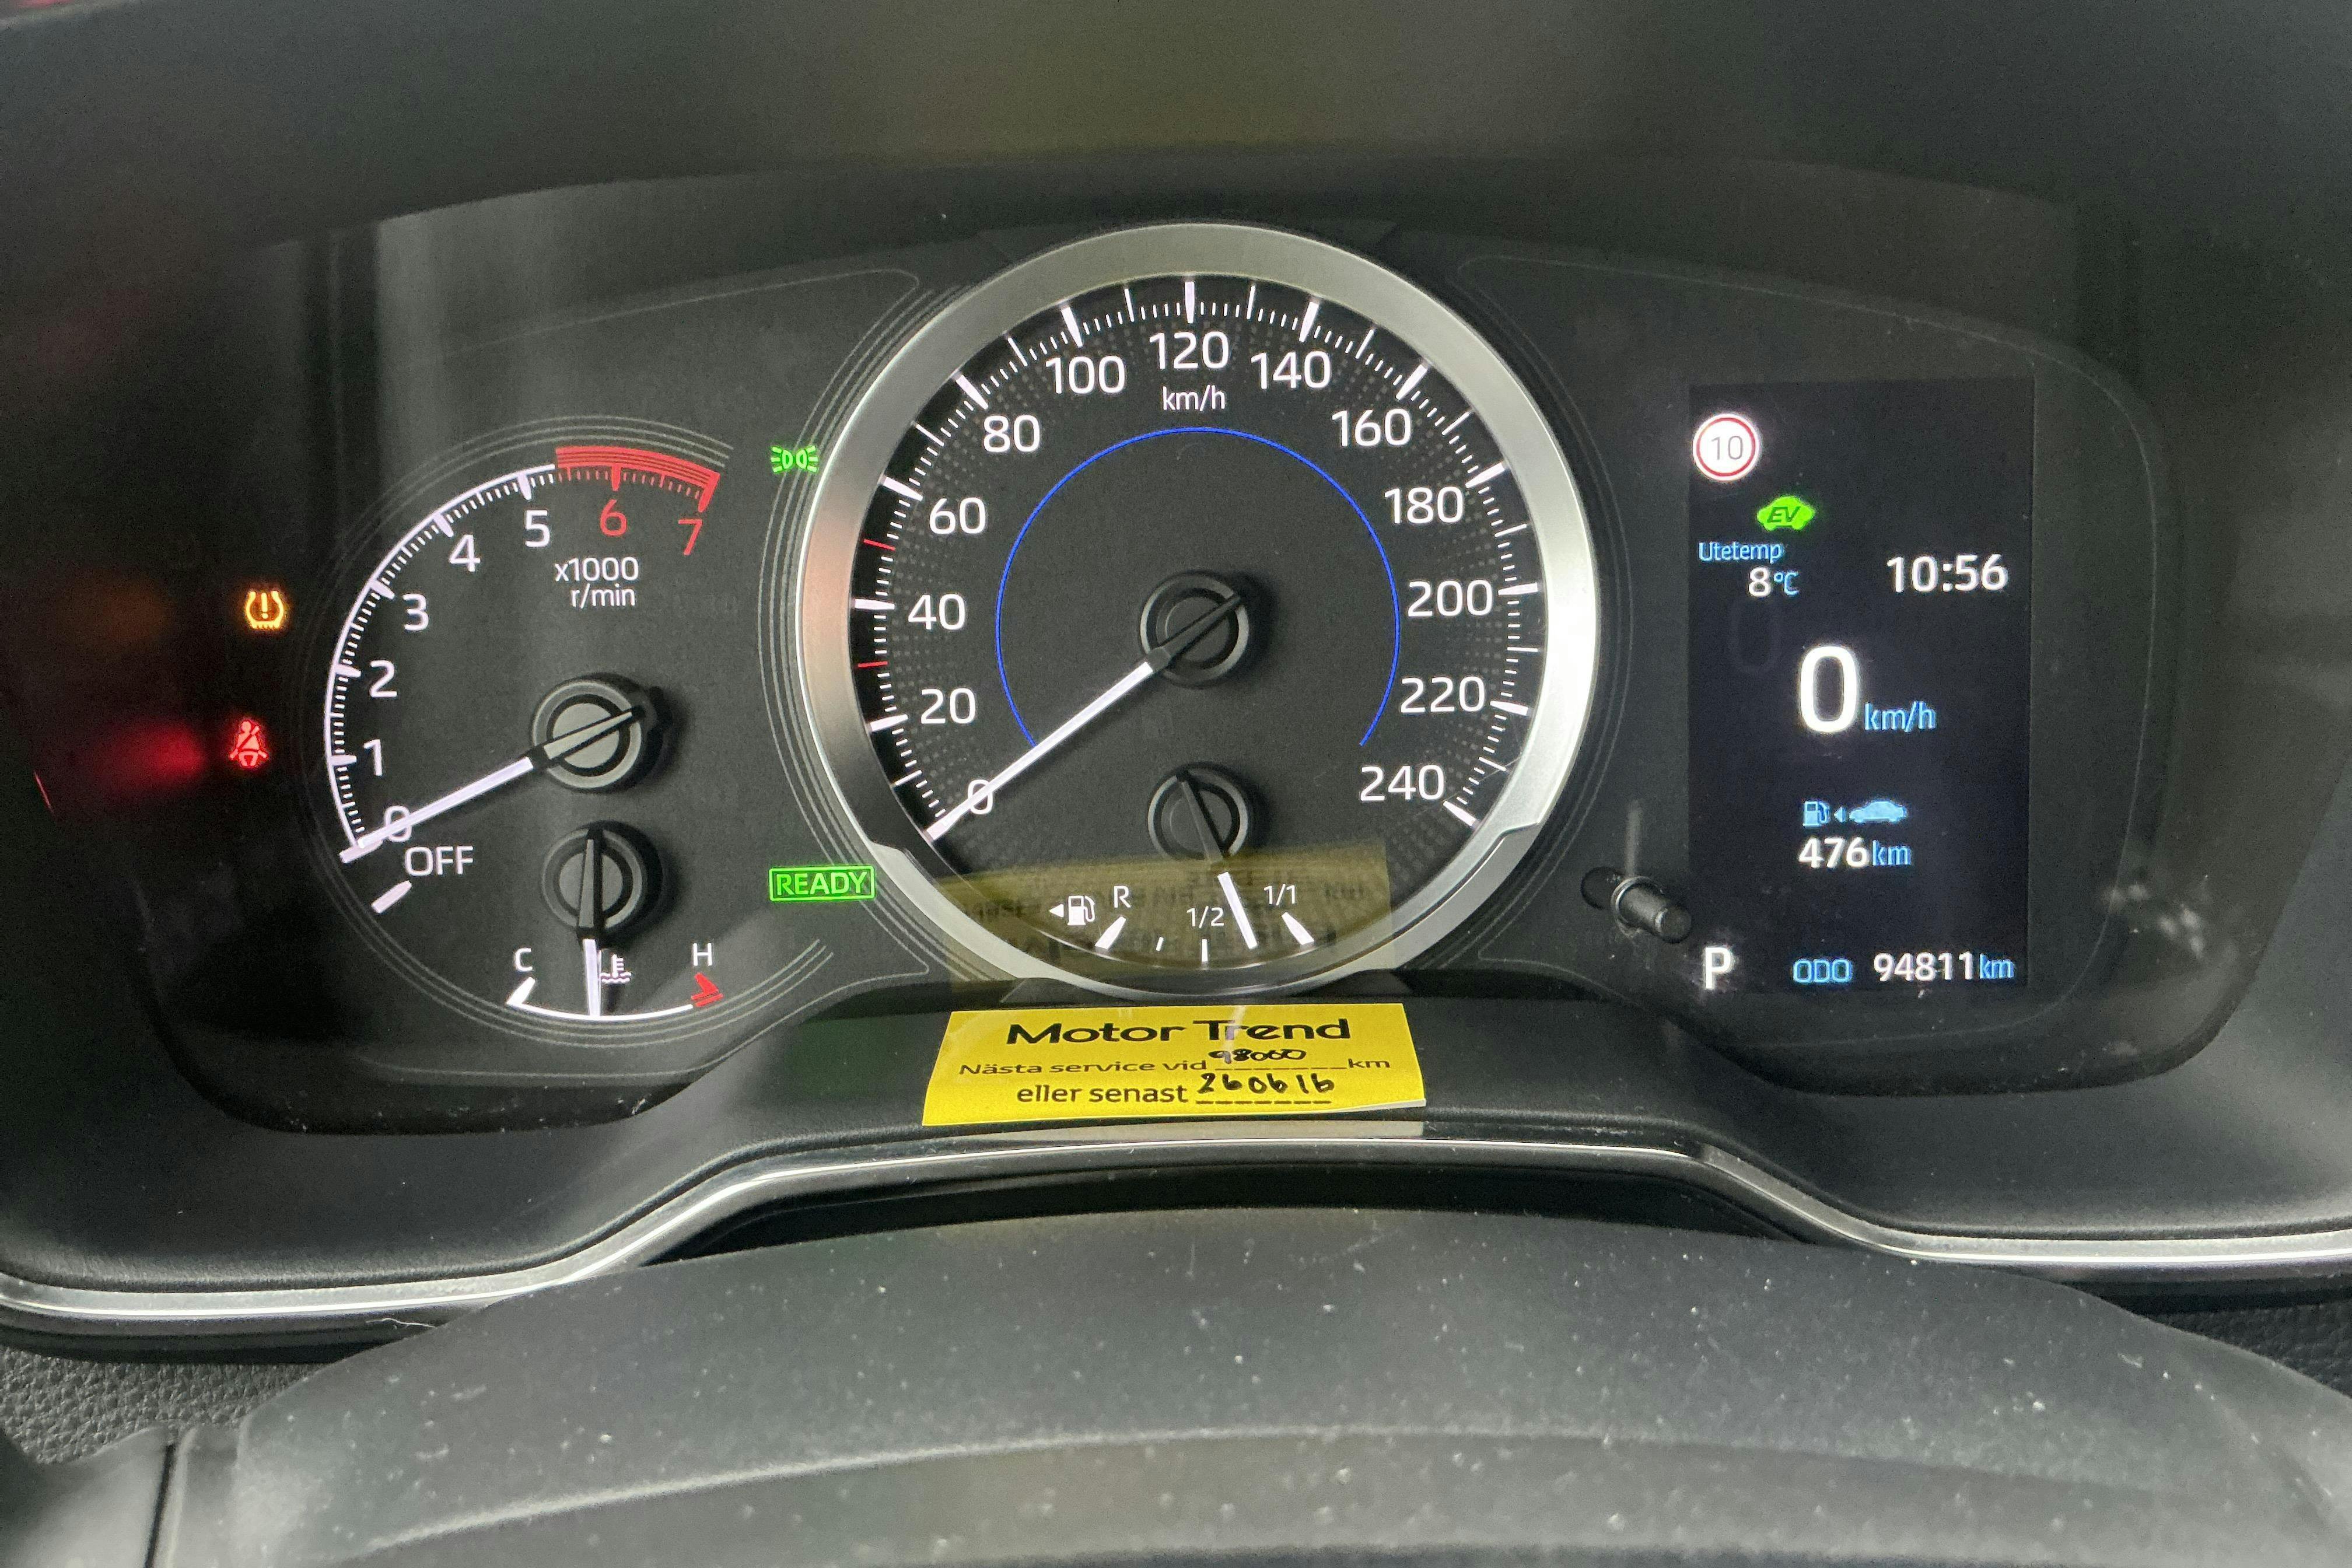 0
1
2
3
4
5
6
7
x1000
r/min
OFF
C
H
READY
0
20
40
60
80
100
120
140
160
180
200
220
240
km/h
R
1/2
1/1
10
EV
Utetemp
8°C
10:56
0 km/h
476km
P ODO 94811km
Motor Trend
Nästa service vid 98000 km
eller senast 260616